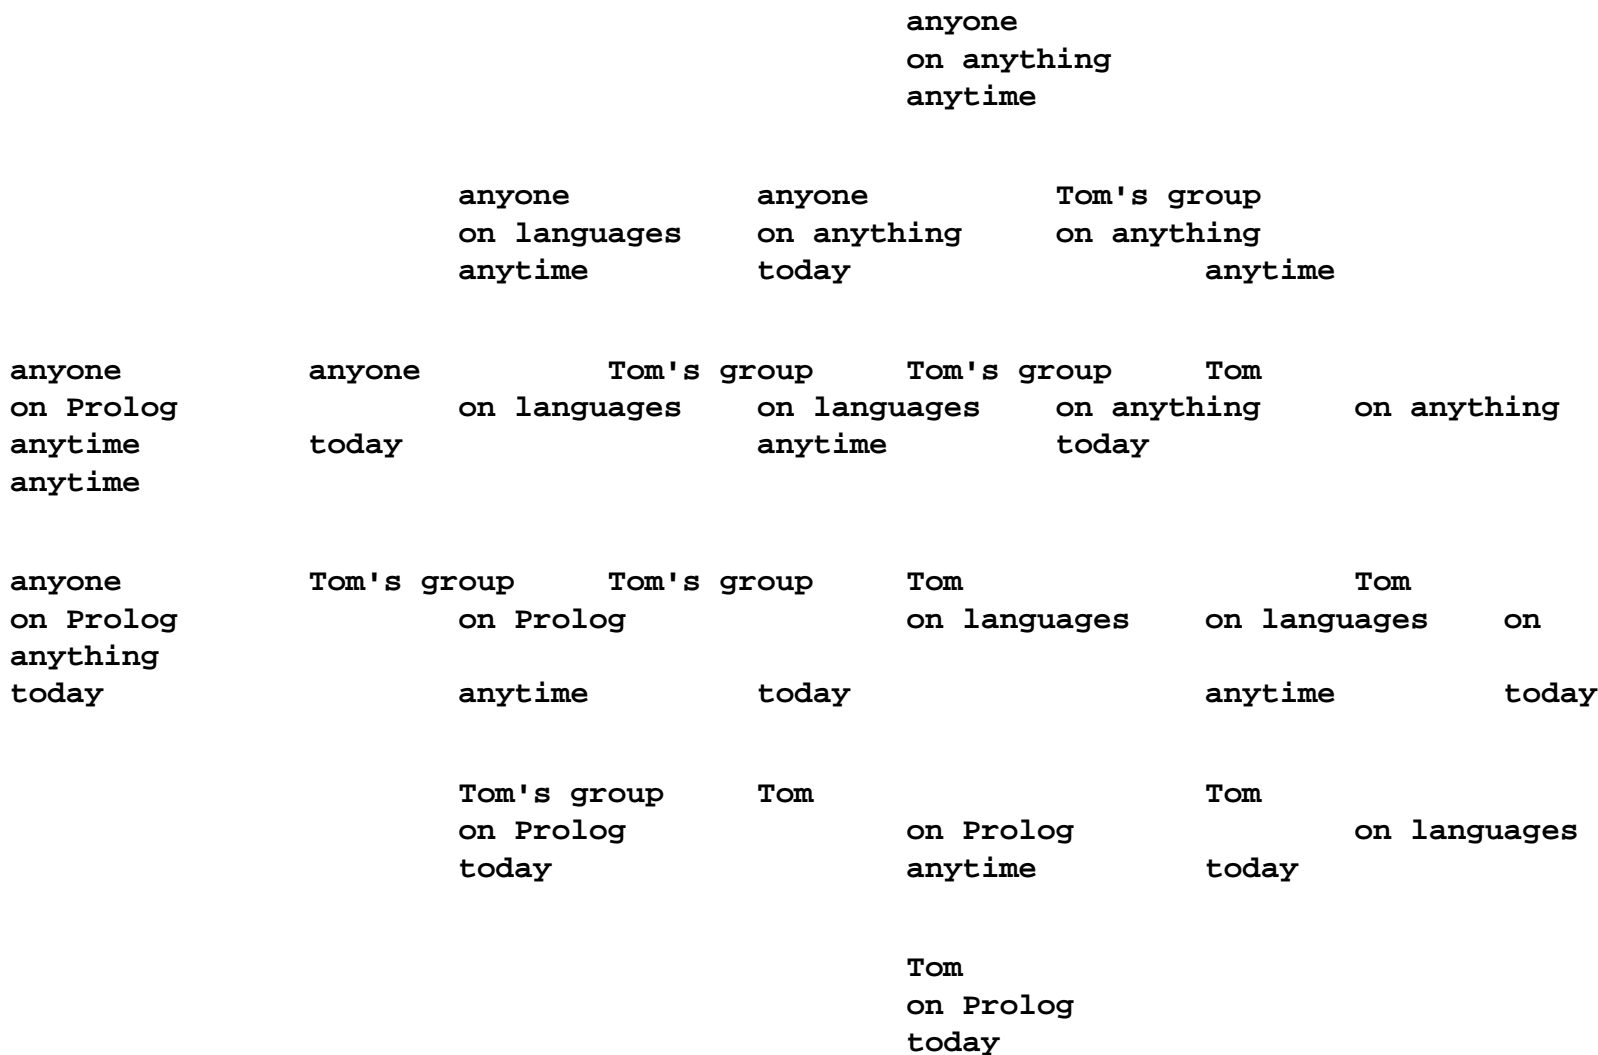 anyone
on anything
anytime
anyone anyone Tom's group
on languages on anything on anything
anytime today anytime
anyone anyone Tom's group Tom's group Tom
on Prolog on languages on languages on anything on anything
anytime today anytime today
anytime
anyone Tom's group Tom's group Tom Tom
on Prolog on Prolog on languages on languages on
anything
today anytime today anytime today
Tom's group Tom Tom
on Prolog on Prolog on languages
today anytime today
Tom
on Prolog
today